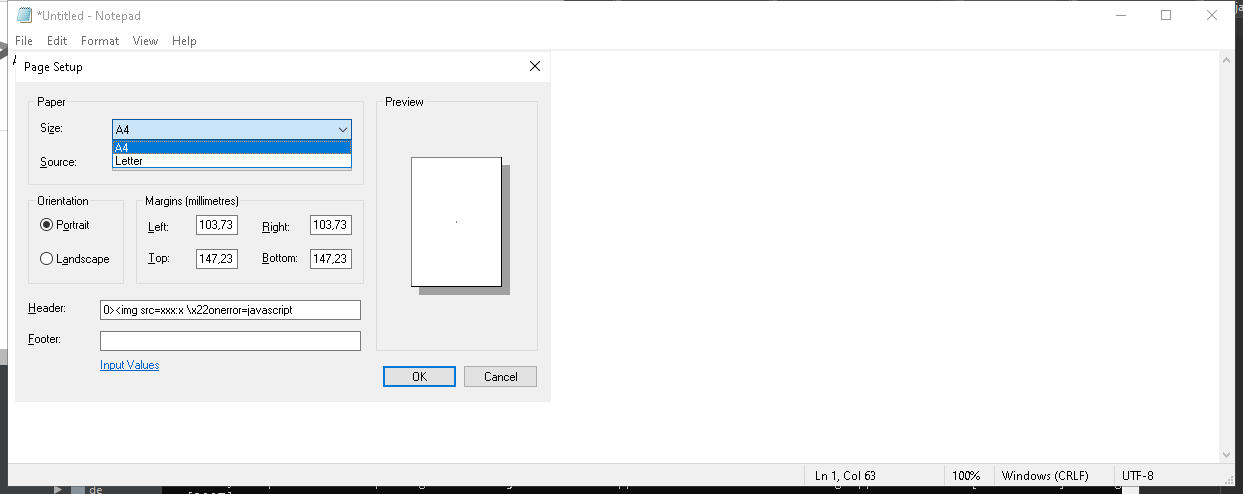 *Untitled - Notepad
File Edit Format View Help
Page Setup
Paper
Preview
Size:
A4
A4
Letter
Source:
Orientation
Margins (millimetres)
Portrait
Left: 103,73 Right: 103,73
Landscape
Top: 147,23 Bottom: 147,23
Header: 0><img src=xxx:x \x22onerror=javascript
Footer:
Input Values
OK Cancel
Ln 1, Col 63 100% Windows (CRLF) UTF-8
de